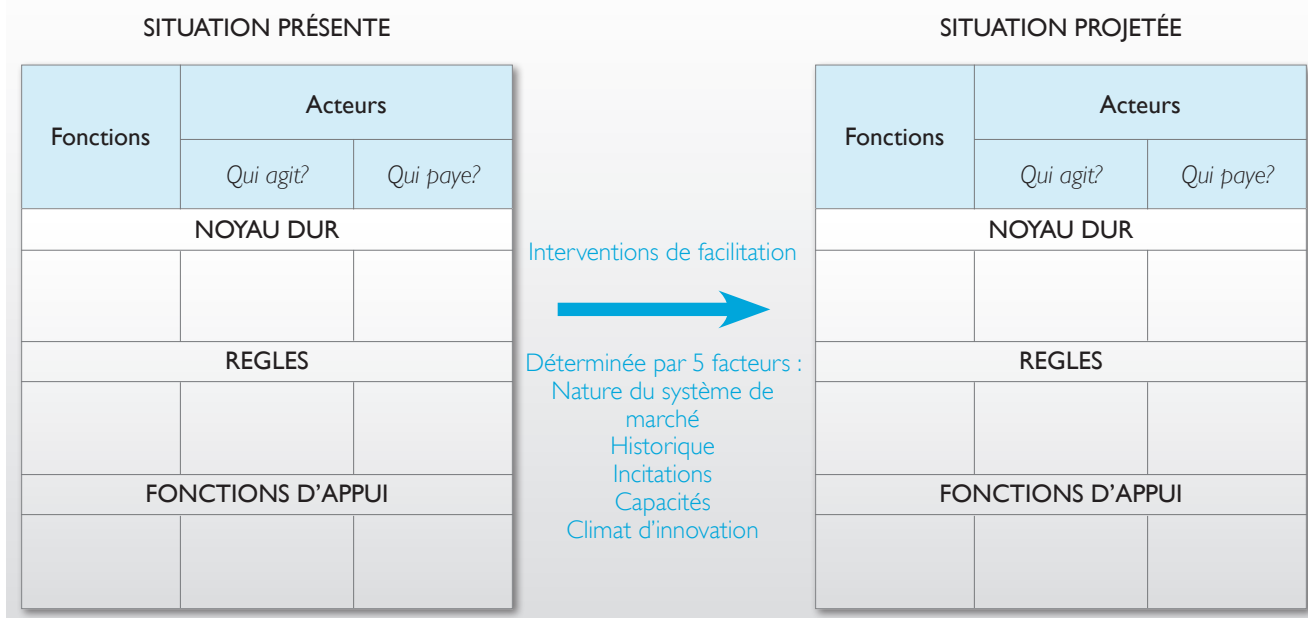 SITUATION PRÉSENTE
Fonctions
Acteurs
Qui agit?
Qui paye?
NOYAU DUR
REGLES
FONCTIONS D’APPUI
Interventions de facilitation
Déterminée par 5 facteurs :
Nature du système de
marché
Historique
Incitations
Capacités
Climat d’innovation
SITUATION PROJETÉE
Fonctions
Acteurs
Qui agit?
Qui paye?
NOYAU DUR
REGLES
FONCTIONS D’APPUI